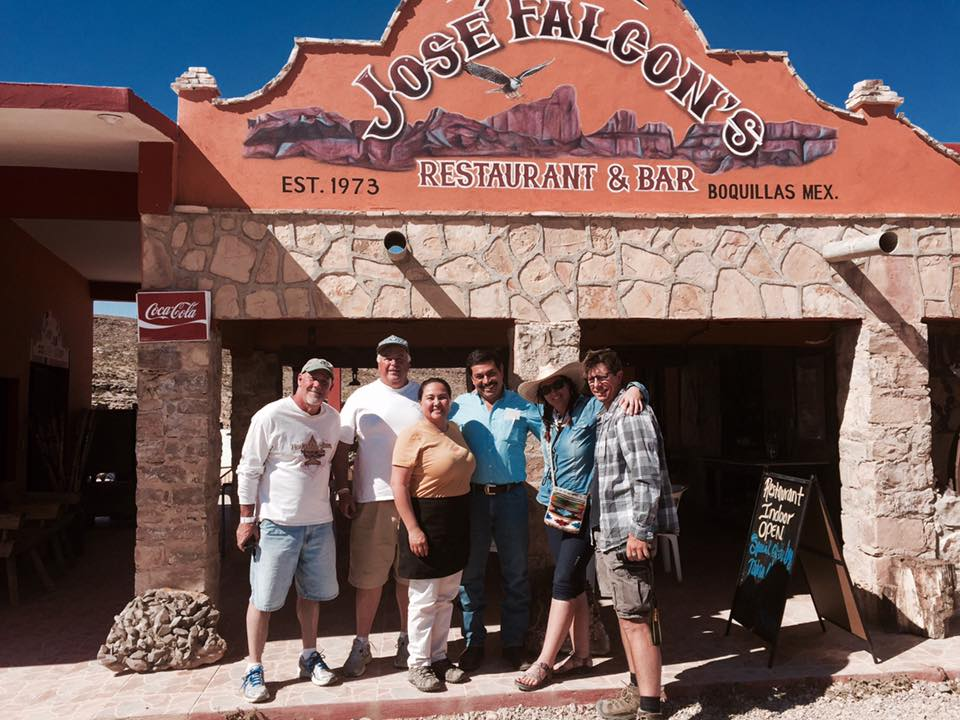 JOSÉ FALCON'S
RESTAURANT & BAR
EST. 1973
BOQUILLAS MEX.
Coca-Cola
Restaurant
Indoor
OPEN